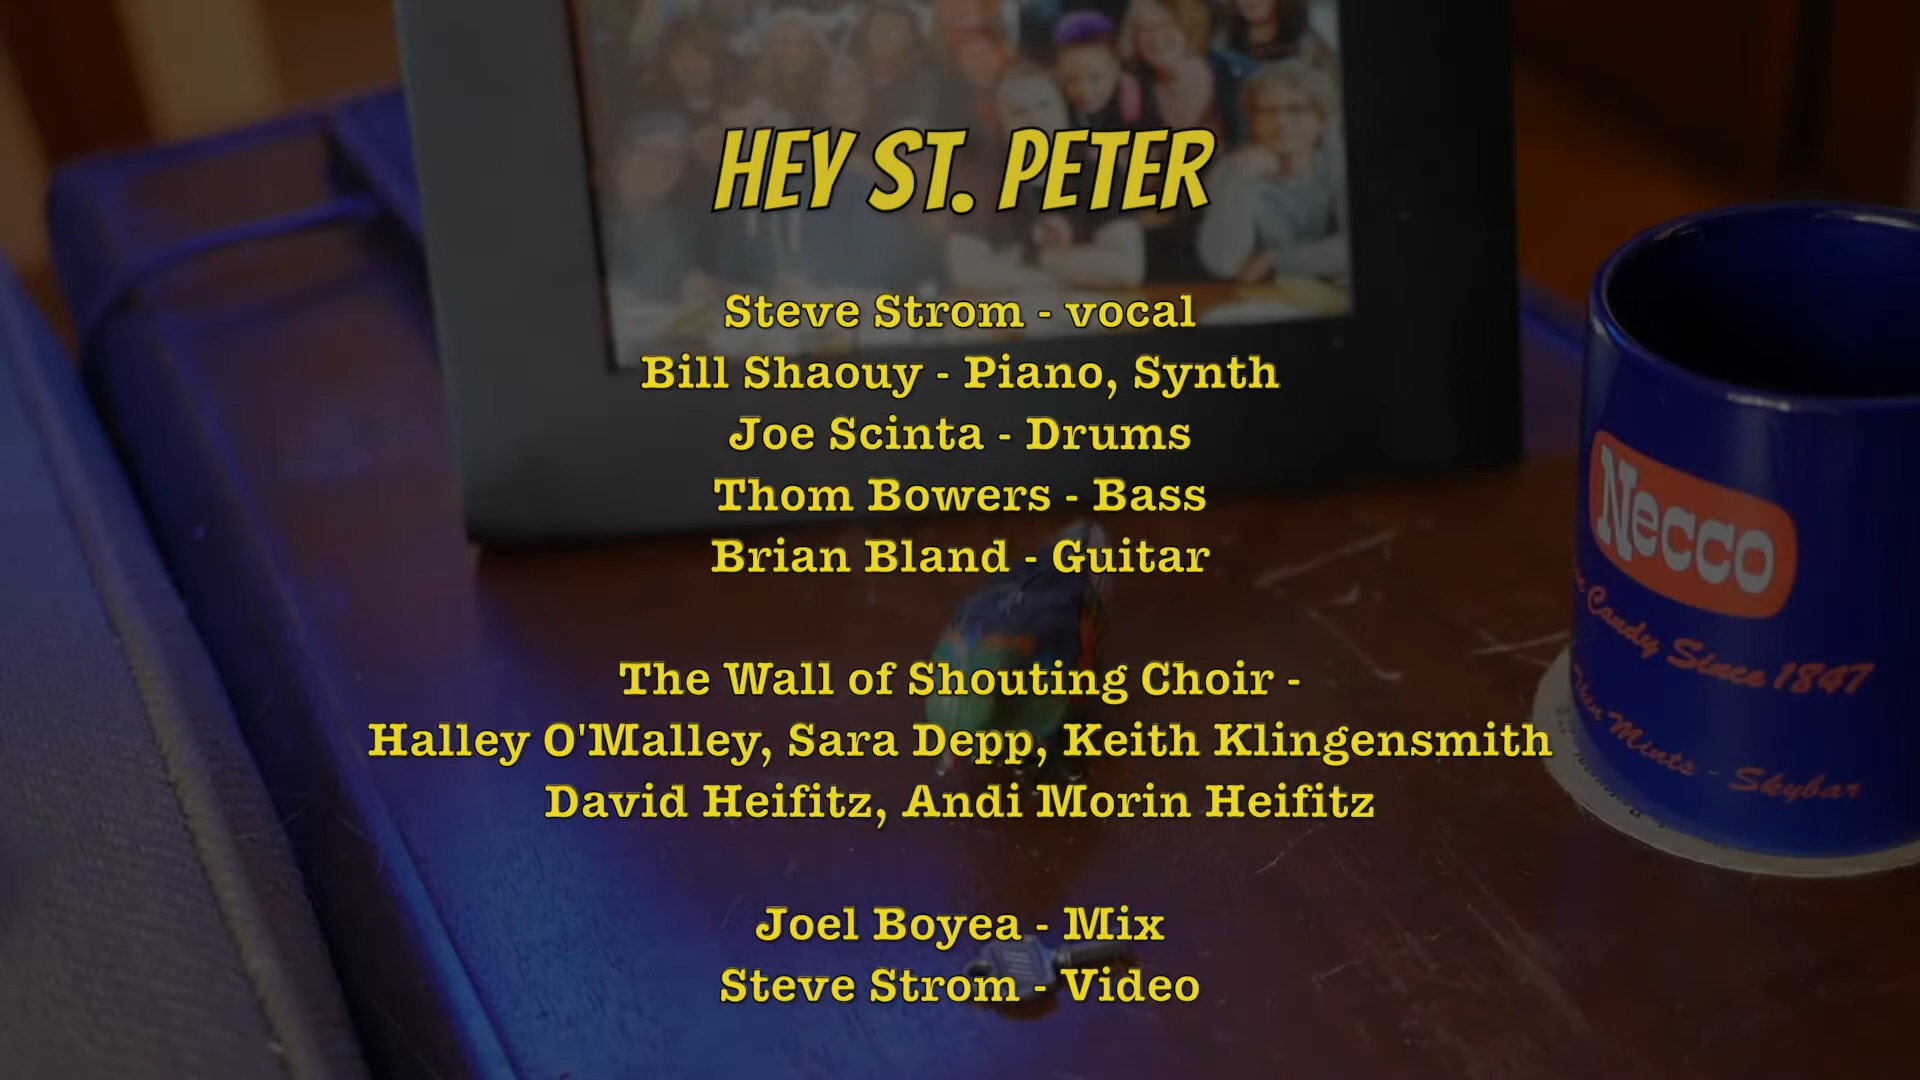 HEY ST. PETER
Steve Strom - vocal
Bill Shaouy - Piano, Synth
Joe Scinta - Drums
Thom Bowers - Bass
Brian Bland - Guitar
The Wall of Shouting Choir -
Halley O'Malley, Sara Depp, Keith Klingensmith
David Heifitz, Andi Morin Heifitz
Joel Boyea - Mix
Steve Strom - Video
Necco
Candy Since 1847
Mints - Skybar